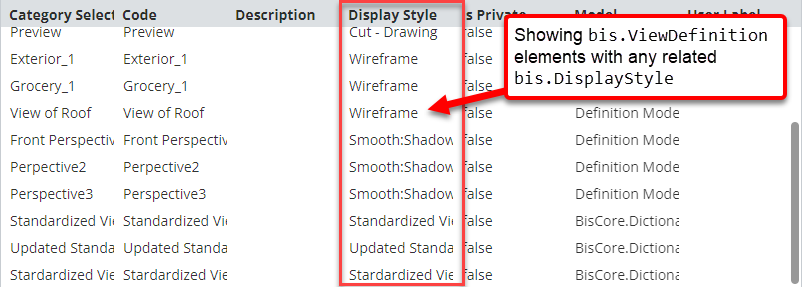 Category Select Code Description Display Style Is Private Model User Label
Preview Preview Cut - Drawing false
Exterior_1 Exterior_1 Wireframe false
Grocery_1 Grocery_1 Wireframe false
View of Roof View of Roof Wireframe false Definition Mode
Front Perspective Front Perspectiv Smooth:Shadow false Definition Mode
Perpective2 Perpective2 Smooth:Shadow false Definition Mode
Perspective3 Perspective3 Smooth:Shadow false Definition Mode
Standardized Vie Standardized Vie Standardized Vi false BisCore.Dictiona
Updated Standa Updated Standa Updated Standa false BisCore.Dictiona
Stardardized Vie Stardardized Vie Stardardized Vi false BisCore.Dictiona
Showing bis.ViewDefinition
elements with any related
bis.DisplayStyle